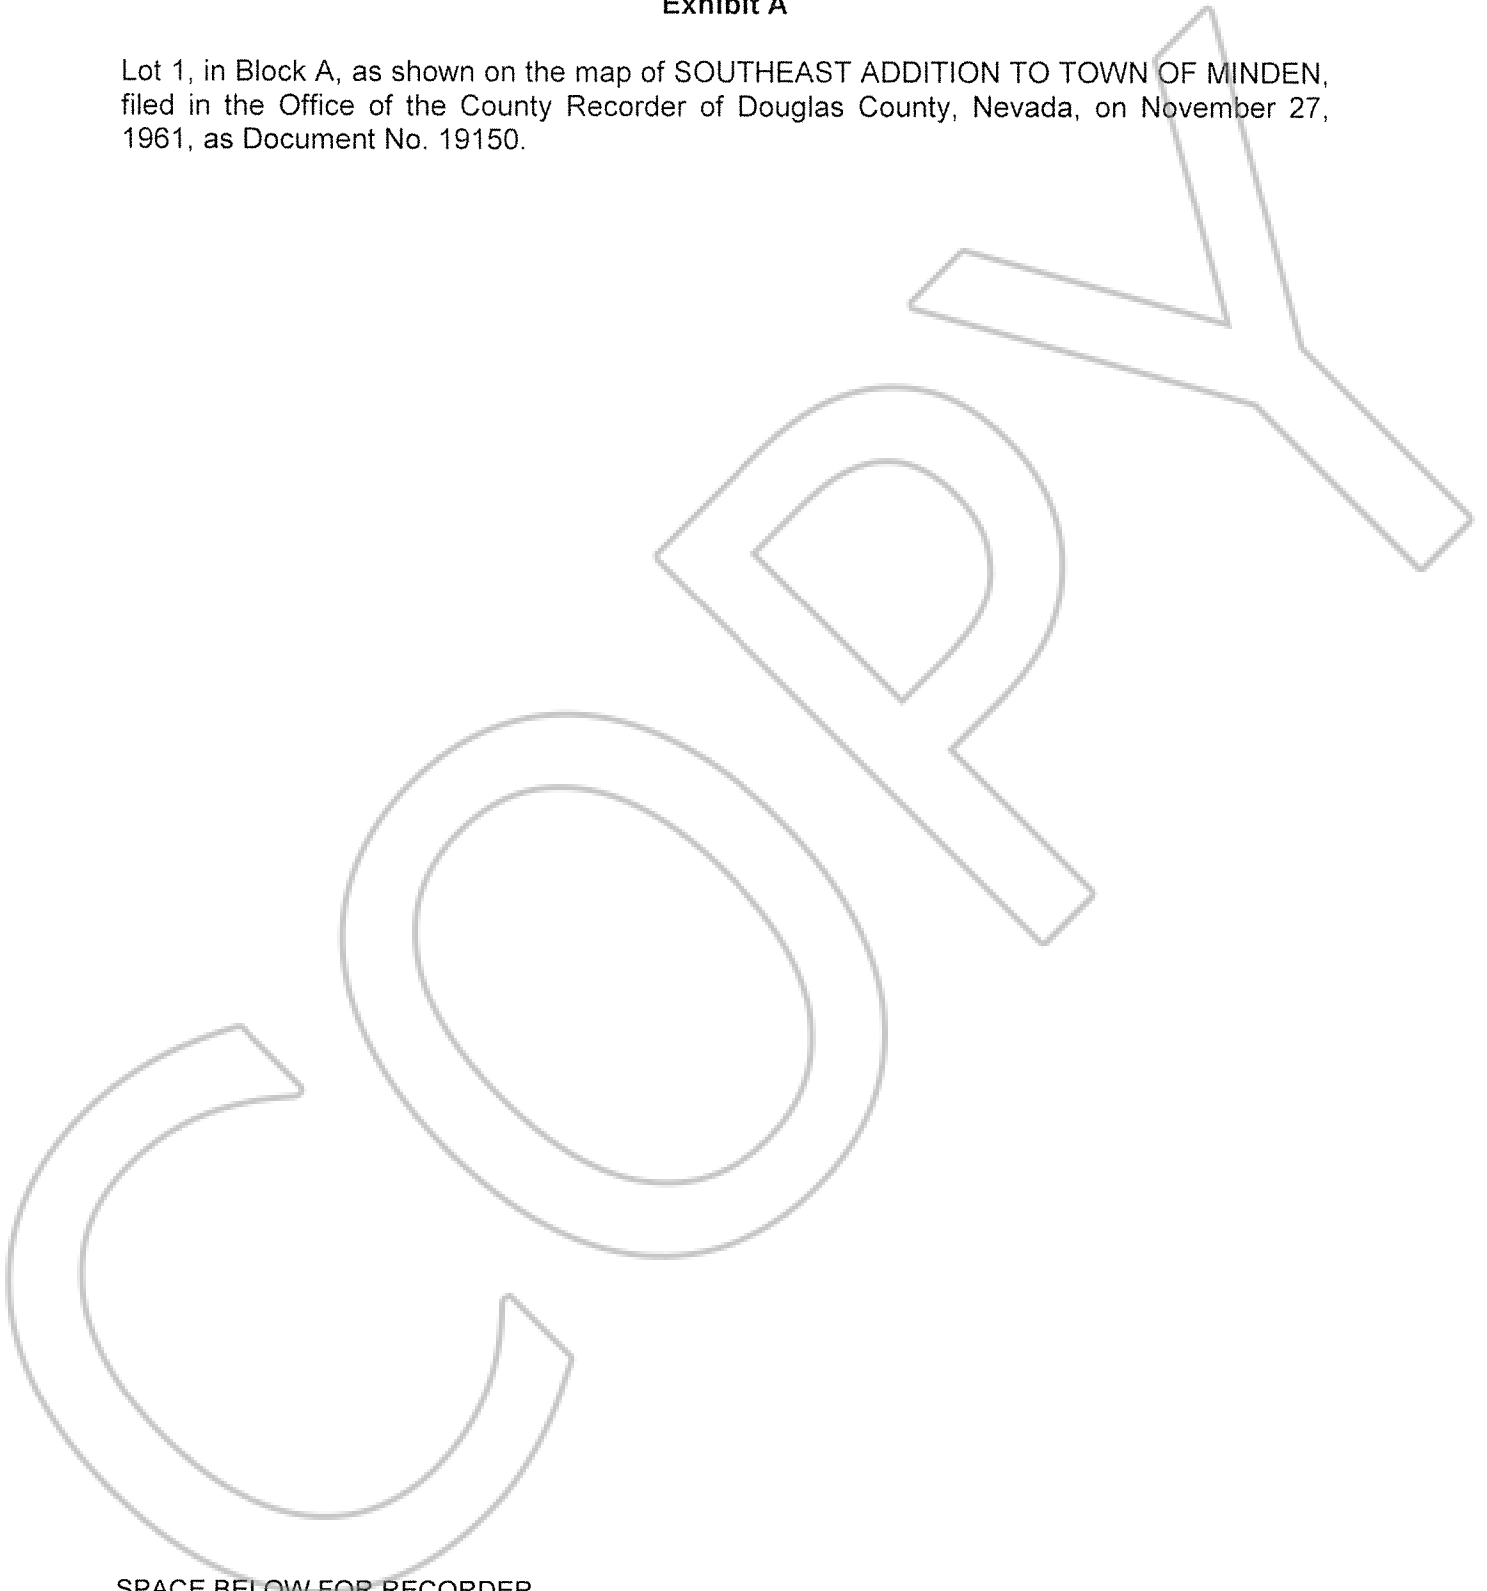 Exhibit A
Lot 1, in Block A, as shown on the map of SOUTHEAST ADDITION TO TOWN OF MINDEN,
filed in the Office of the County Recorder of Douglas County, Nevada, on November 27,
1961, as Document No. 19150.
COPY
SPACE BELOW FOR RECORDER